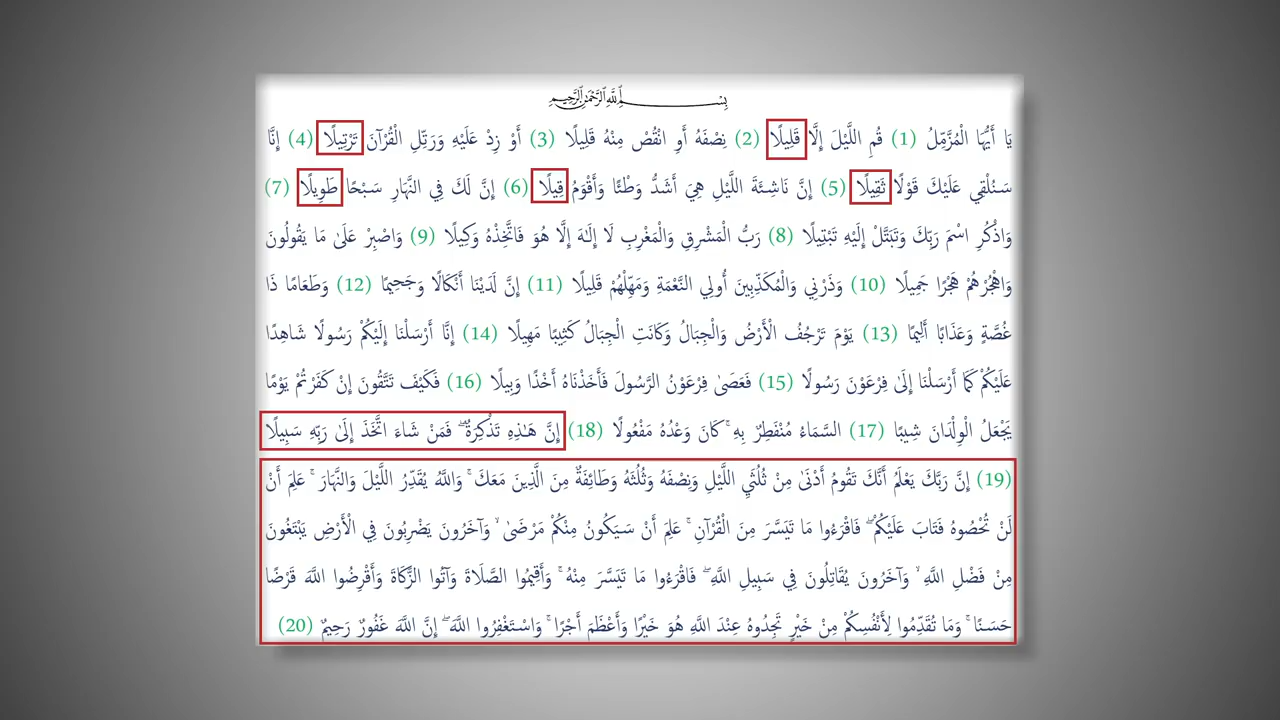 بِسْمِ اللَّهِ الرَّحْمَٰنِ الرَّحِيمِ
يَا أَيُّهَا الْمُزَّمِّلُ (1) قُمِ اللَّيْلَ إِلَّا قَلِيلًا (2) نِصْفَهُ أَوِ انْقُصْ مِنْهُ قَلِيلًا (3) أَوْ زِدْ عَلَيْهِ وَرَتِّلِ الْقُرْآنَ تَرْتِيلًا (4) إِنَّا
سَنُلْقِي عَلَيْكَ قَوْلًا ثَقِيلًا (5) إِنَّ نَاشِئَةَ اللَّيْلِ هِيَ أَشَدُّ وَطْئًا وَأَقْوَمُ قِيلًا (6) إِنَّ لَكَ فِي النَّهَارِ سَبْحًا طَوِيلًا (7)
وَاذْكُرِ اسْمَ رَبِّكَ وَتَبَتَّلْ إِلَيْهِ تَبْتِيلًا (8) رَبُّ الْمَشْرِقِ وَالْمَغْرِبِ لَا إِلَٰهَ إِلَّا هُوَ فَاتَّخِذْهُ وَكِيلًا (9) وَاصْبِرْ عَلَىٰ مَا يَقُولُونَ
وَاهْجُرْهُمْ هَجْرًا جَمِيلًا (10) وَذَرْنِي وَالْمُكَذِّبِينَ أُولِي النَّعْمَةِ وَمَهِّلْهُمْ قَلِيلًا (11) إِنَّ لَدَيْنَا أَنْكَالًا وَجَحِيمًا (12) وَطَعَامًا ذَا
غُصَّةٍ وَعَذَابًا أَلِيمًا (13) يَوْمَ تَرْجُفُ الْأَرْضُ وَالْجِبَالُ وَكَانَتِ الْجِبَالُ كَثِيبًا مَهِيلًا (14) إِنَّا أَرْسَلْنَا إِلَيْكُمْ رَسُولًا شَاهِدًا
عَلَيْكُمْ كَمَا أَرْسَلْنَا إِلَىٰ فِرْعَوْنَ رَسُولًا (15) فَعَصَىٰ فِرْعَوْنُ الرَّسُولَ فَأَخَذْنَاهُ أَخْذًا وَبِيلًا (16) فَكَيْفَ تَتَّقُونَ إِنْ كَفَرْتُمْ يَوْمًا
يَجْعَلُ الْوِلْدَانَ شِيبًا (17) السَّمَاءُ مُنْفَطِرٌ بِهِ ۚ كَانَ وَعْدُهُ مَفْعُولًا (18) إِنَّ هَٰذِهِ تَذْكِرَةٌ ۖ فَمَنْ شَاءَ اتَّخَذَ إِلَىٰ رَبِّهِ سَبِيلًا
(19) إِنَّ رَبَّكَ يَعْلَمُ أَنَّكَ تَقُومُ أَدْنَىٰ مِنْ ثُلُثَيِ اللَّيْلِ وَنِصْفَهُ وَثُلُثَهُ وَطَائِفَةٌ مِنَ الَّذِينَ مَعَكَ ۚ وَاللَّهُ يُقَدِّرُ اللَّيْلَ وَالنَّهَارَ ۚ عَلِمَ أَنْ
لَنْ تُحْصُوهُ فَتَابَ عَلَيْكُمْ ۖ فَاقْرَءُوا مَا تَيَسَّرَ مِنَ الْقُرْآنِ ۚ عَلِمَ أَنْ سَيَكُونُ مِنْكُمْ مَرْضَىٰ ۙ وَآخَرُونَ يَضْرِبُونَ فِي الْأَرْضِ يَبْتَغُونَ
مِنْ فَضْلِ اللَّهِ ۙ وَآخَرُونَ يُقَاتِلُونَ فِي سَبِيلِ اللَّهِ ۖ فَاقْرَءُوا مَا تَيَسَّرَ مِنْهُ ۚ وَأَقِيمُوا الصَّلَاةَ وَآتُوا الزَّكَاةَ وَأَقْرِضُوا اللَّهَ قَرْضًا
حَسَنًا ۚ وَمَا تُقَدِّمُوا لِأَنْفُسِكُمْ مِنْ خَيْرٍ تَجِدُوهُ عِنْدَ اللَّهِ هُوَ خَيْرًا وَأَعْظَمَ أَجْرًا ۚ وَاسْتَغْفِرُوا اللَّهَ ۖ إِنَّ اللَّهَ غَفُورٌ رَحِيمٌ (20)